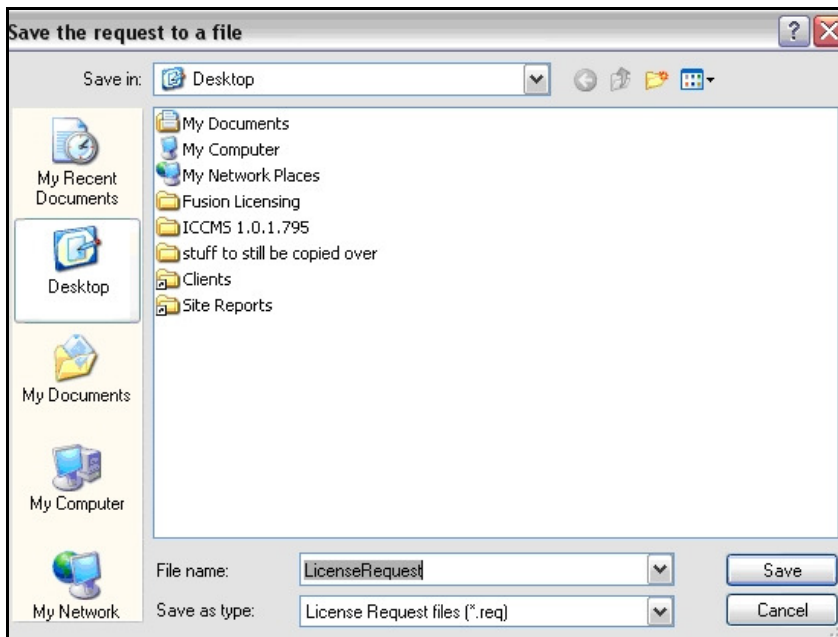 Save the request to a file
Save in:
Desktop
My Recent
Documents
Desktop
My Documents
My Computer
My Network
My Documents
My Computer
My Network Places
Fusion Licensing
ICCMS 1.0.1.795
stuff to still be copied over
Clients
Site Reports
File name:
LicenseRequest
Save
Save as type:
License Request files (*.req)
Cancel